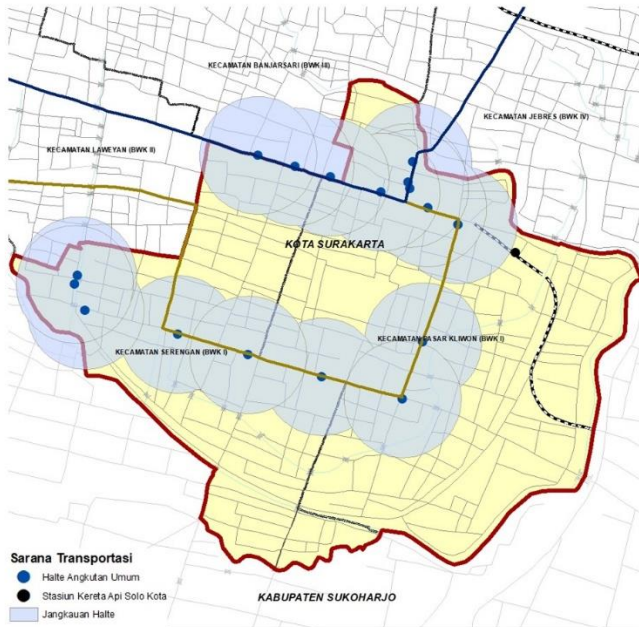 KECAMATAN BANJARSARI (BWK III)
KECAMATAN JEBRES (BWK IV)
KECAMATAN LAWEYAN (BWK II)
KOTA SURAKARTA
KECAMATAN PASAR KLIWON (BWK I)
KECAMATAN SERENGAN (BWK I)
Sarana Transportasi
Halte Angkutan Umum
Stasiun Kereta Api Solo Kota
Jangkauan Halte
KABUPATEN SUKOHARJO